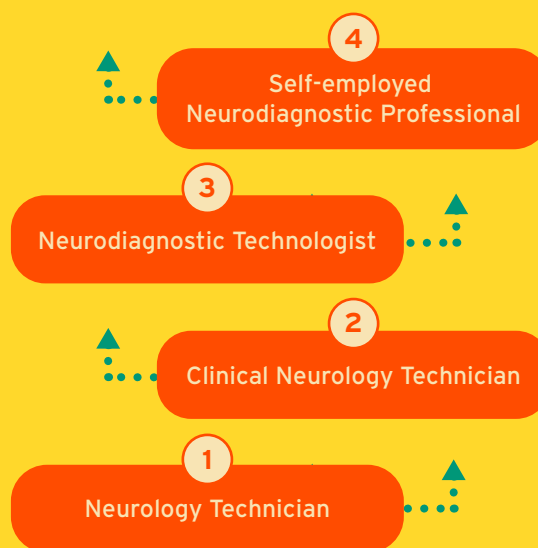 4
Self-employed
Neurodiagnostic Professional
3
Neurodiagnostic Technologist
2
Clinical Neurology Technician
1
Neurology Technician